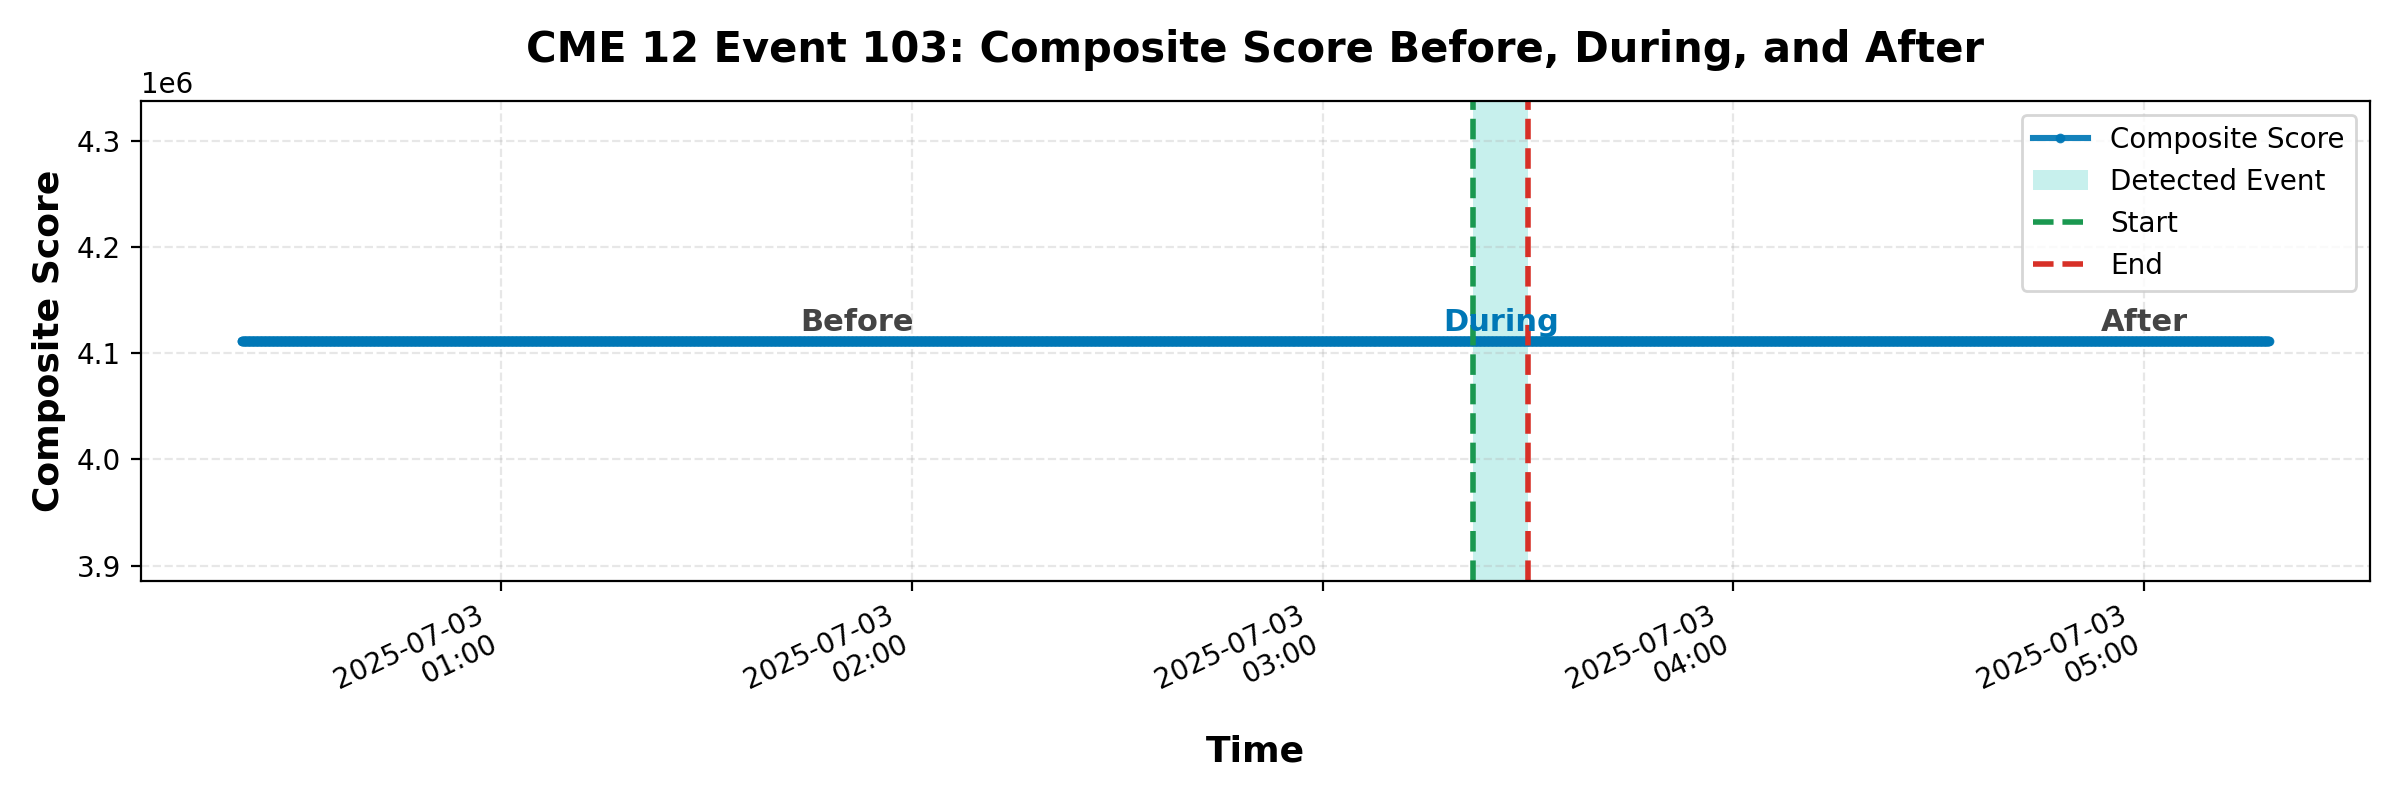 CME 12 Event 103: Composite Score Before, During, and After
1e6
4.3
4.2
4.1
4.0
3.9
Composite Score
Composite Score
Detected Event
Start
End
Before
During
After
2025-07-03
01:00
2025-07-03
02:00
2025-07-03
03:00
2025-07-03
04:00
2025-07-03
05:00
Time